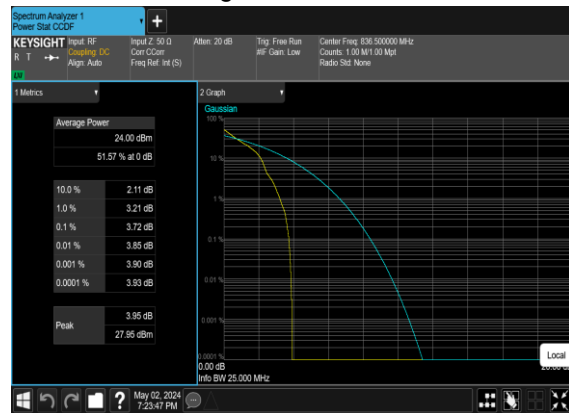 Spectrum Analyzer 1
Power Stat CCDF
+
KEYSIGHT
R T
LXI
Input: RF
Coupling: DC
Align: Auto
Input Z: 50 Ω
Corr CCorr
Freq Ref: Int (S)
Atten: 20 dB
Trig: Free Run
#IF Gain: Low
Center Freq: 836.500000 MHz
Counts: 1.00 M/1.00 Mpt
Radio Std: None
1 Metrics
Average Power
24.00 dBm
51.57 % at 0 dB
10.0 % 2.11 dB
1.0 % 3.21 dB
0.1 % 3.72 dB
0.01 % 3.85 dB
0.001 % 3.90 dB
0.0001 % 3.93 dB
Peak
3.95 dB
27.95 dBm
2 Graph
Gaussian
100 %
10 %
1 %
0.1 %
0.01 %
0.001 %
0.0001 %
0.00 dB
Info BW 25.000 MHz
Local
?
May 02, 2024
7:23:47 PM